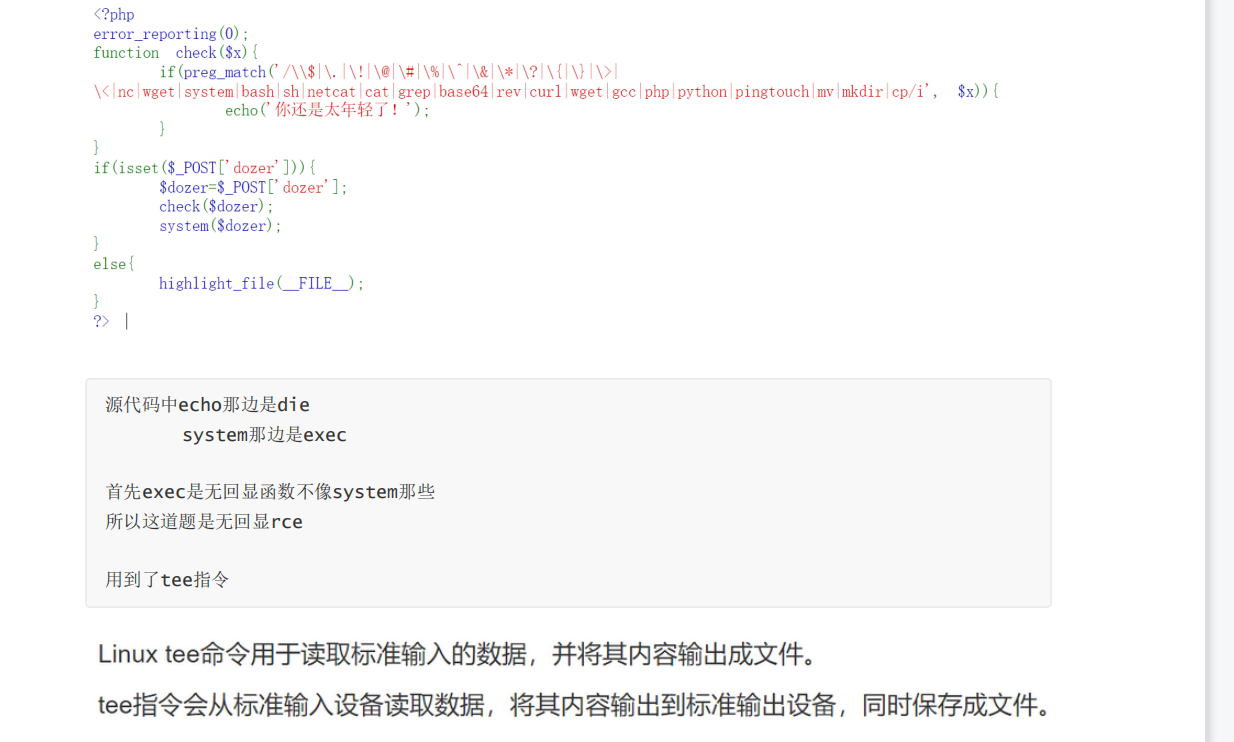 <?php
error_reporting(0);
function  check($x){
        if(preg_match('/\\$|\.|\!|\@|\#|\%|\^|\&|\*|\?|\{|\}|\>|
\<|nc|wget|system|bash|sh|netcat|cat|grep|base64|rev|curl|wget|gcc|php|python|pingtouch|mv|mkdir|cp/i',  $x)){
                echo('你还是太年轻了！');
        }
}
if(isset($_POST['dozer'])){
        $dozer=$_POST['dozer'];
        check($dozer);
        system($dozer);
}
else{
        highlight_file(__FILE__);
}
?>
源代码中echo那边是die
system那边是exec
首先exec是无回显函数不像system那些
所以这道题是无回显rce
用到了tee指令
Linux tee命令用于读取标准输入的数据，并将其内容输出成文件。
tee指令会从标准输入设备读取数据，将其内容输出到标准输出设备，同时保存成文件。